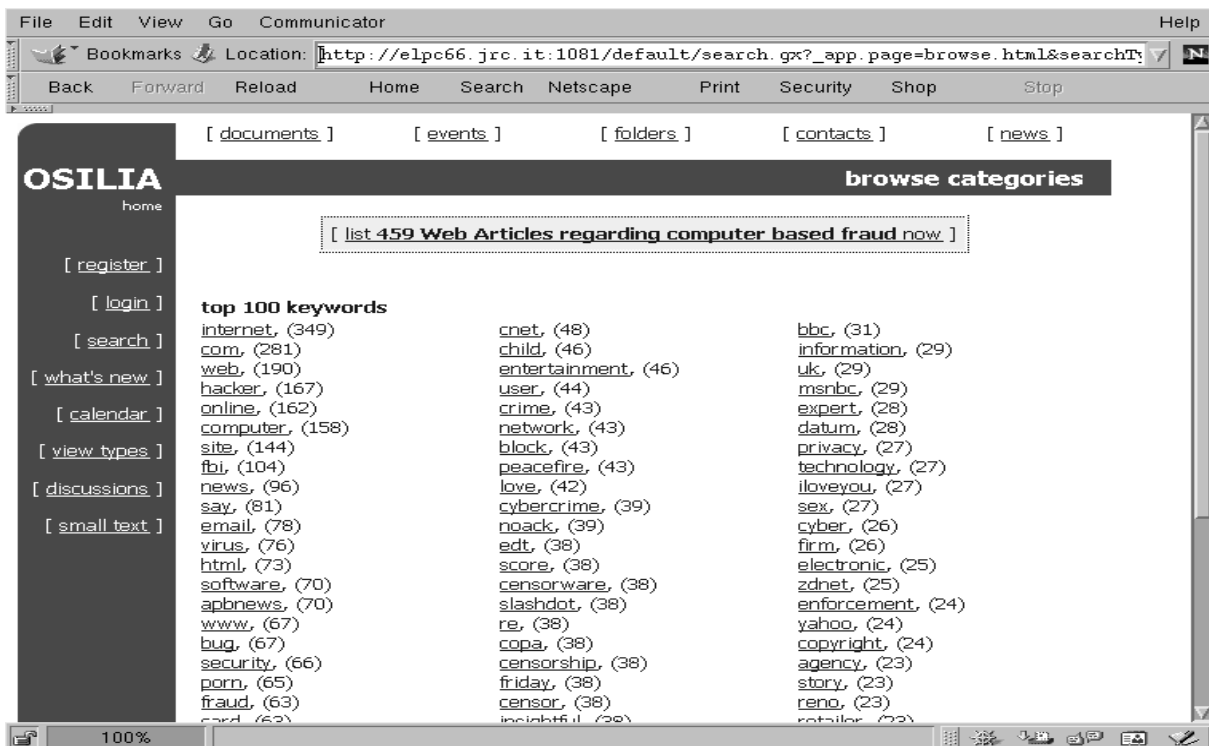 File Edit View Go Communicator Help
Bookmarks Location: http://elpc66.jrc.it:1081/default/search.gx?_app.page=browse.html&searchTy
N
Back Forward Reload Home Search Netscape Print Security Shop Stop
[ documents ] [ events ] [ folders ] [ contacts ] [ news ]
OSILIA
browse categories
home
[ list 459 Web Articles regarding computer based fraud now ]
[ register ]
[ login ]
[ search ]
[ what's new ]
[ calendar ]
[ view types ]
[ discussions ]
[ small text ]
top 100 keywords
internet, (349)
com, (281)
web, (190)
hacker, (167)
online, (162)
computer, (158)
site, (144)
fbi, (104)
news, (96)
say, (81)
email, (78)
virus, (76)
html, (73)
software, (70)
apbnews, (70)
www, (67)
bug, (67)
security, (66)
porn, (65)
fraud, (63)
card, (63)
cnet, (48)
child, (46)
entertainment, (46)
user, (44)
crime, (43)
network, (43)
block, (43)
peacefire, (43)
love, (42)
cybercrime, (39)
noack, (39)
edt, (38)
score, (38)
censorware, (38)
slashdot, (38)
re, (38)
copa, (38)
censorship, (38)
friday, (38)
censor, (38)
insightful, (38)
bbc, (31)
information, (29)
uk, (29)
msnbc, (29)
expert, (28)
datum, (28)
privacy, (27)
technology, (27)
iloveyou, (27)
sex, (27)
cyber, (26)
firm, (26)
electronic, (25)
zdnet, (25)
enforcement, (24)
yahoo, (24)
copyright, (24)
agency, (23)
story, (23)
reno, (23)
retailer, (23)
100%